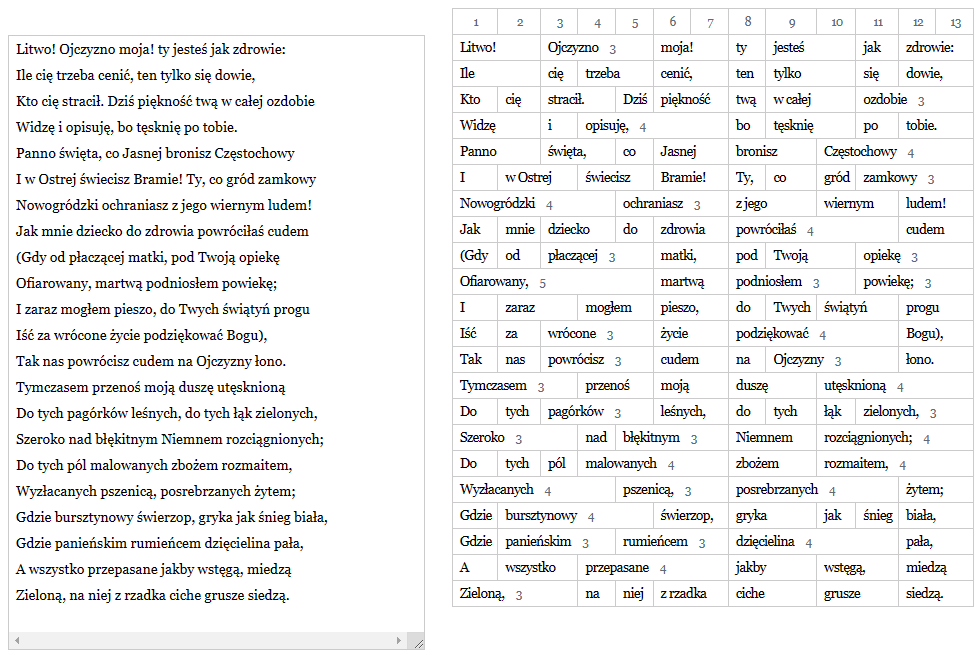 Litwo! Ojczyzno moja! ty jesteś jak zdrowie:
Ile cię trzeba cenić, ten tylko się dowie,
Kto cię stracił. Dziś piękność twą w całej ozdobie
Widzę i opisuję, bo tęsknię po tobie.
Panno święta, co Jasnej bronisz Częstochowy
I w Ostrej świecisz Bramie! Ty, co gród zamkowy
Nowogródzki ochraniasz z jego wiernym ludem!
Jak mnie dziecko do zdrowia powróciłaś cudem
(Gdy od płaczącej matki, pod Twoją opiekę
Ofiarowany, martwą podniosłem powiekę;
I zaraz mogłem pieszo, do Twych świątyń progu
Iść za wrócone życie podziękować Bogu),
Tak nas powrócisz cudem na Ojczyzny łono.
Tymczasem przenoś moją duszę utęsknioną
Do tych pagórków leśnych, do tych łąk zielonych,
Szeroko nad błękitnym Niemnem rozciągnionych;
Do tych pól malowanych zbożem rozmaitem,
Wyzłacanych pszenicą, posrebrzanych żytem;
Gdzie bursztynowy świerzop, gryka jak śnieg biała,
Gdzie panieńskim rumieńcem dzięcielina pała,
A wszystko przepasane jakby wstęgą, miedzą
Zieloną, na niej z rzadka ciche grusze siedzą.
1 2 3 4 5 6 7 8 9 10 11 12 13
Litwo! Ojczyzno 3 moja! ty jesteś jak zdrowie:
Ile cię trzeba cenić, ten tylko się dowie,
Kto cię stracił. Dziś piękność twą w całej ozdobie 3
Widzę i opisuję, 4 bo tęsknię po tobie.
Panno święta, co Jasnej bronisz Częstochowy 4
I w Ostrej świecisz Bramie! Ty, co gród zamkowy 3
Nowogródzki 4 ochraniasz 3 z jego wiernym ludem!
Jak mnie dziecko do zdrowia powróciłaś 4 cudem
(Gdy od płaczącej 3 matki, pod Twoją opiekę 3
Ofiarowany, 5 martwą podniosłem 3 powiekę; 3
I zaraz mogłem pieszo, do Twych świątyń progu
Iść za wrócone 3 życie podziękować 4 Bogu),
Tak nas powrócisz 3 cudem na Ojczyzny 3 łono.
Tymczasem 3 przenoś moją duszę utęsknioną 4
Do tych pagórków 3 leśnych, do tych łąk zielonych, 3
Szeroko 3 nad błękitnym 3 Niemnem rozciągnionych; 4
Do tych pól malowanych 4 zbożem rozmaitem, 4
Wyzłacanych 4 pszenicą, 3 posrebrzanych 4 żytem;
Gdzie bursztynowy 4 świerzop, gryka jak śnieg biała,
Gdzie panieńskim 3 rumieńcem 3 dzięcielina 4 pała,
A wszystko przepasane 4 jakby wstęgą, miedzą
Zieloną, 3 na niej z rzadka ciche grusze siedzą.